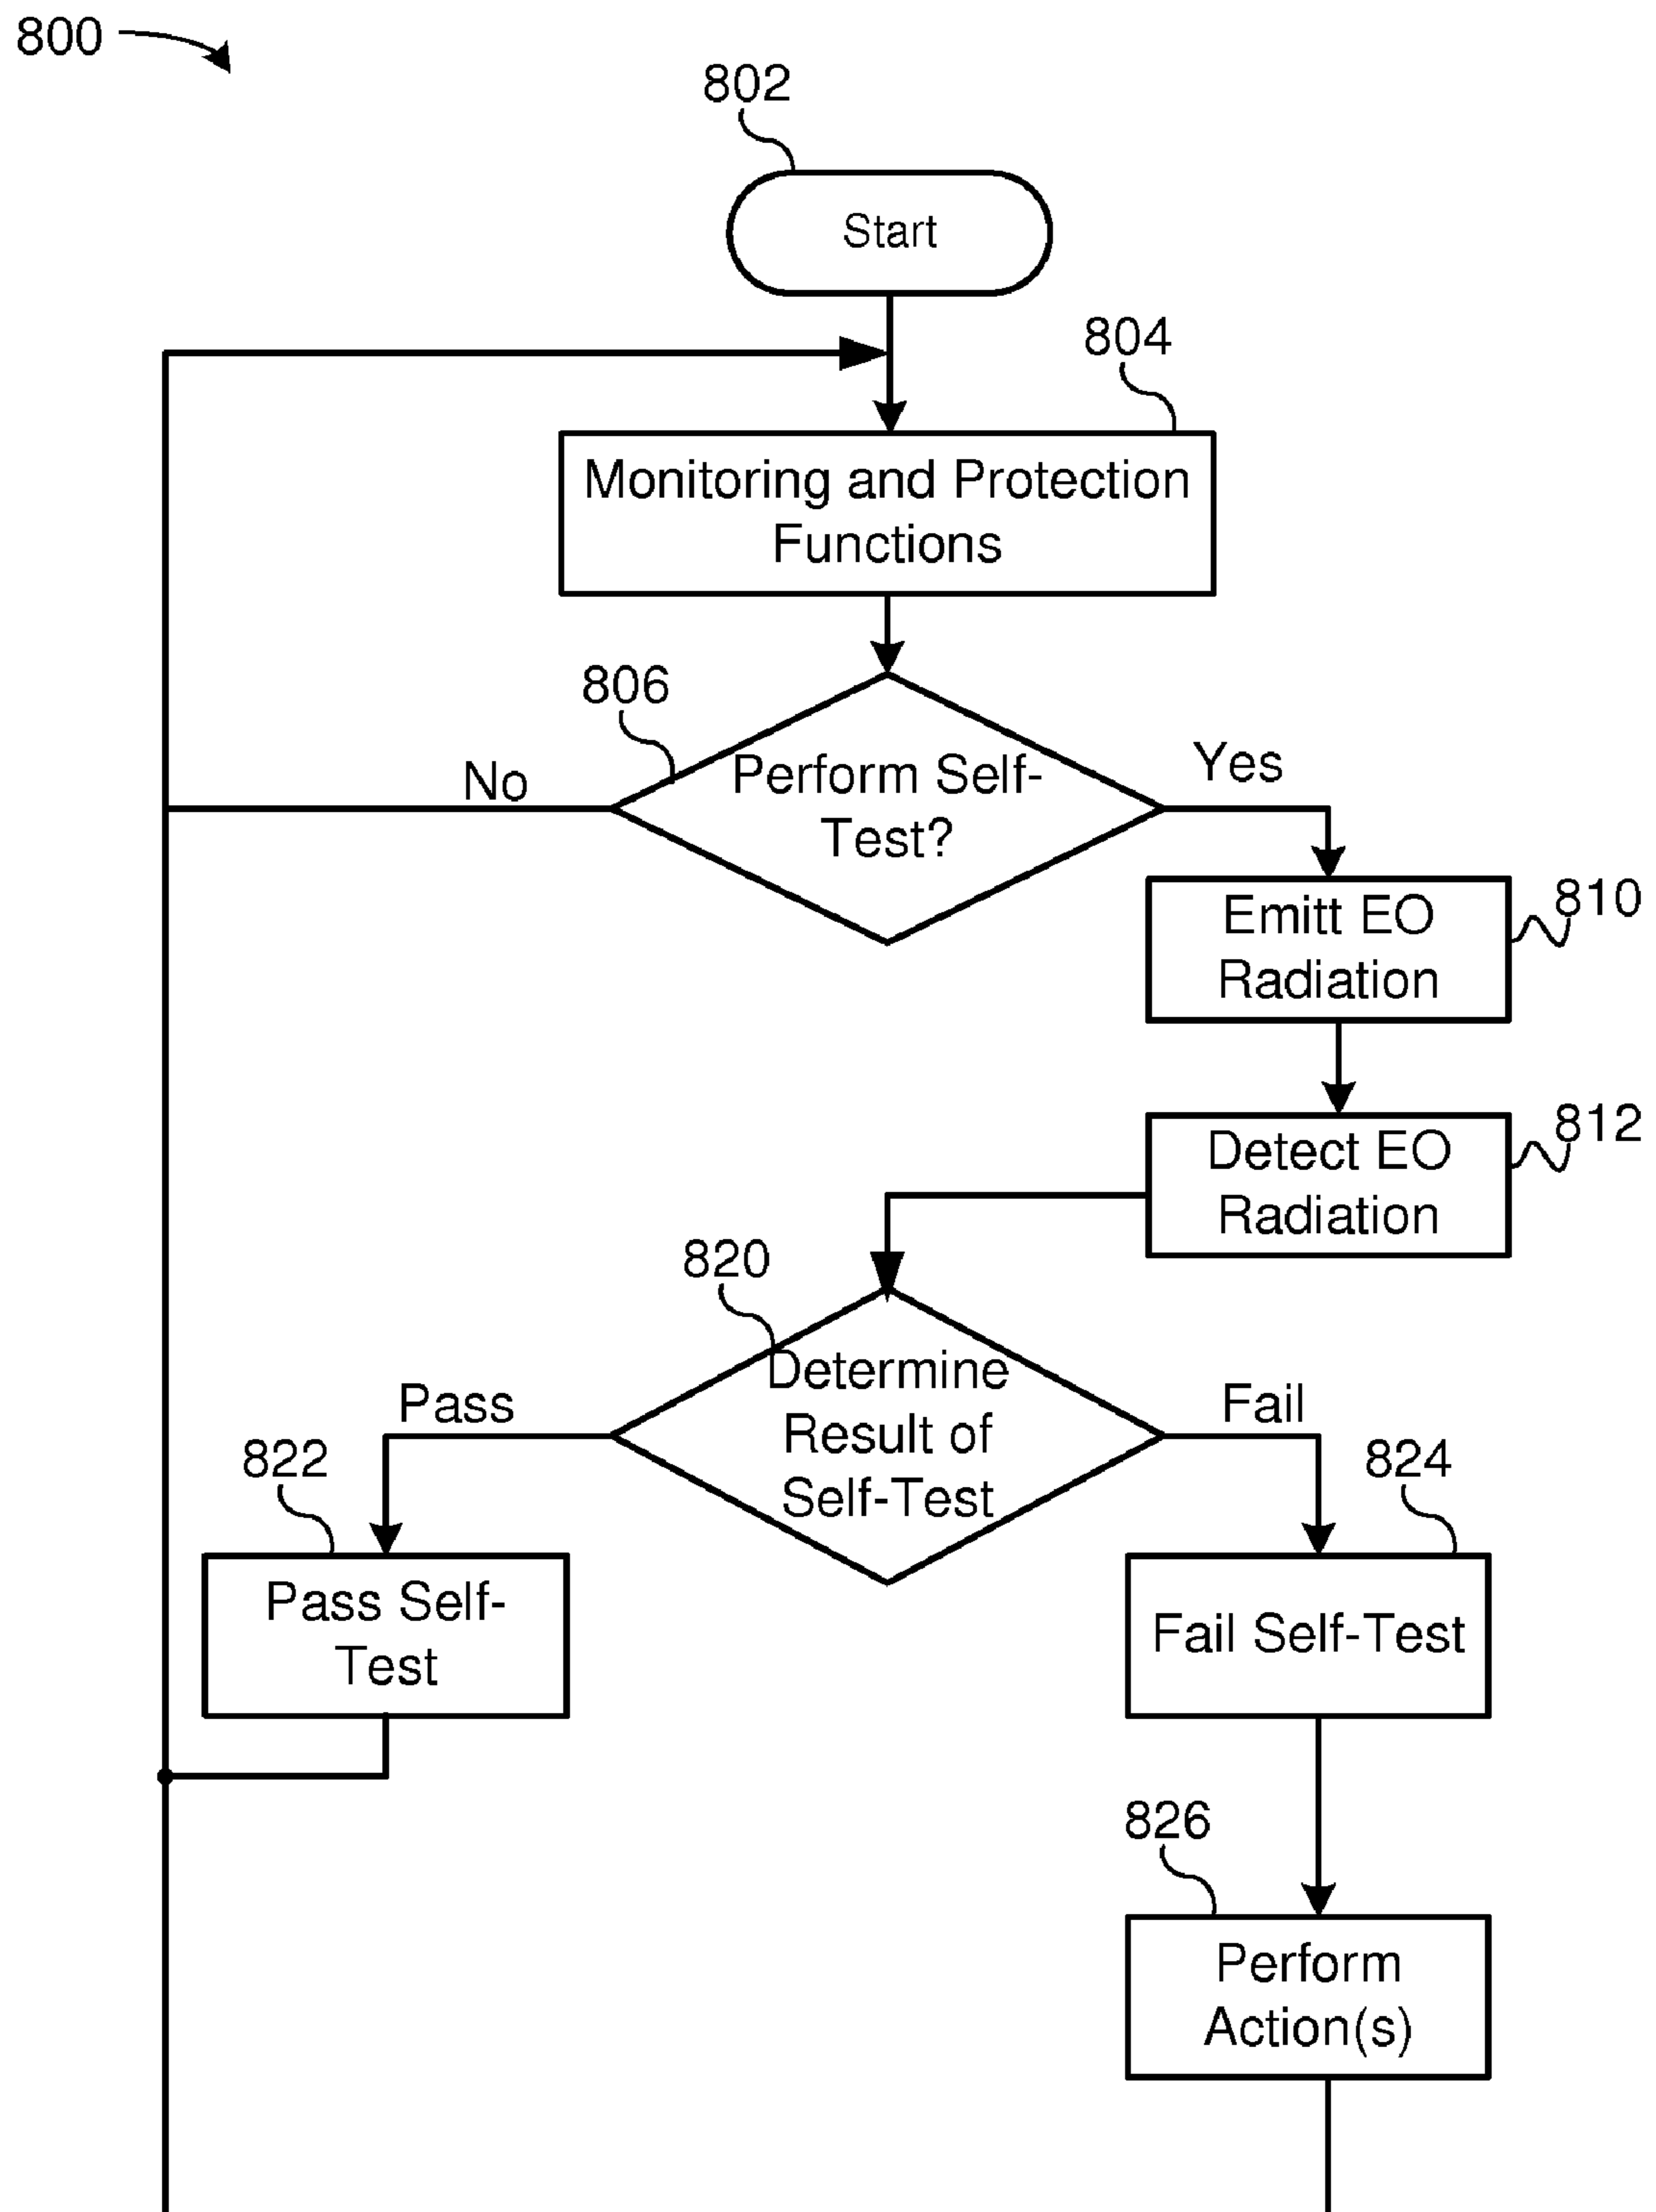 800
802
Start
804
Monitoring and Protection
Functions
806
No
Perform Self-
Test?
Yes
810
Emitt EO
Radiation
812
Detect EO
Radiation
820
Determine
Result of
Self-Test
Pass
Fail
822
Pass Self-
Test
824
Fail Self-Test
826
Perform
Action(s)